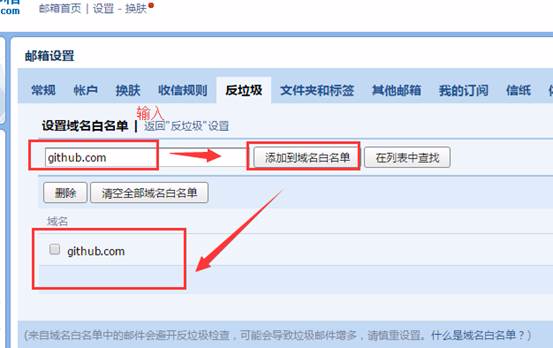 .com
邮箱首页 | 设置 - 换肤
邮箱设置
常规 帐户 换肤 收信规则 反垃圾 文件夹和标签 其他邮箱 我的订阅 信纸
输入
设置域名白名单 | 返回"反垃圾"设置
github.com 添加到域名白名单 在列表中查找
删除 清空全部域名白名单
域名
github.com
(来自域名白名单中的邮件会避开反垃圾检查，可能会导致垃圾邮件增多，请慎重设置。什么是域名白名单？)